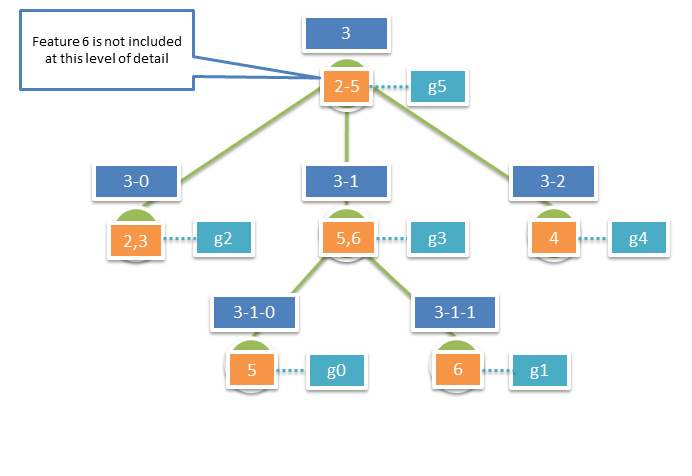 3
Feature 6 is not included
at this level of detail
2-5
g5
3-0
3-1
3-2
2,3
g2
5,6
g3
4
g4
3-1-0
3-1-1
5
g0
6
g1